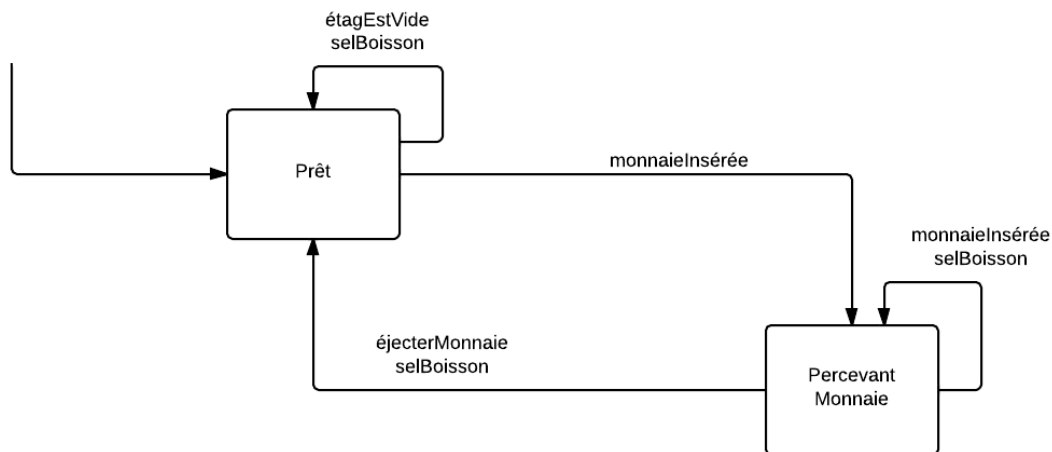 étagEstVide
selBoisson
Prêt
monnaieInsérée
monnaieInsérée
selBoisson
éjecterMonnaie
selBoisson
Percevant
Monnaie